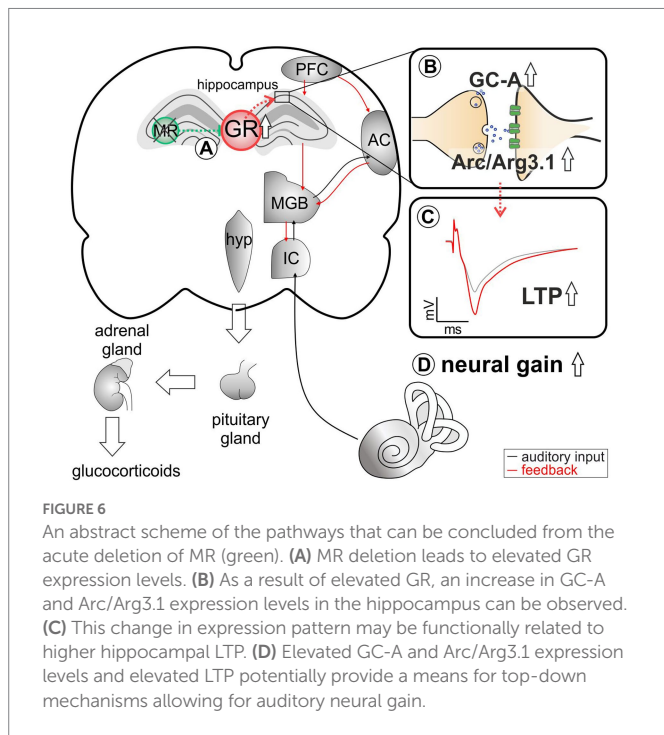 PFC
hippocampus
B
GC-A
MR
GR
A
AC
Arc/Arg3.1
MGB
C
hyp
IC
LTP
mV
ms
adrenal
gland
D neural gain
pituitary
gland
glucocorticoids
auditory input
feedback
FIGURE 6
An abstract scheme of the pathways that can be concluded from the
acute deletion of MR (green). (A) MR deletion leads to elevated GR
expression levels. (B) As a result of elevated GR, an increase in GC-A
and Arc/Arg3.1 expression levels in the hippocampus can be observed.
(C) This change in expression pattern may be functionally related to
higher hippocampal LTP. (D) Elevated GC-A and Arc/Arg3.1 expression
levels and elevated LTP potentially provide a means for top-down
mechanisms allowing for auditory neural gain.